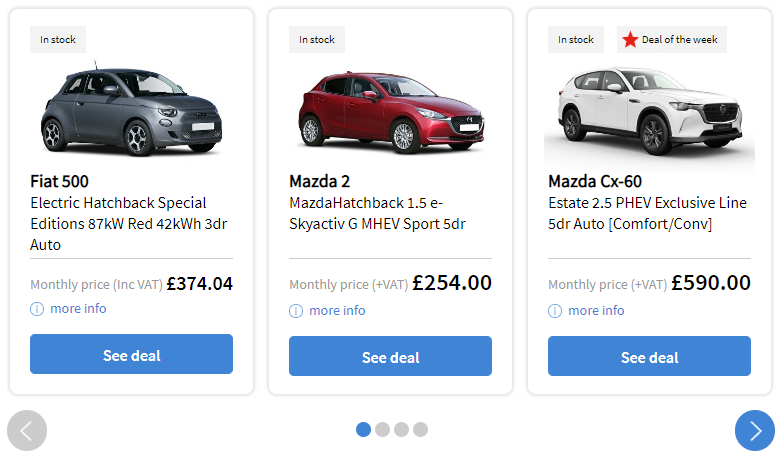 In stock
Fiat 500
Electric Hatchback Special
Editions 87kW Red 42kWh 3dr
Auto
Monthly price (Inc VAT) £374.04
more info
See deal
In stock
Mazda 2
MazdaHatchback 1.5 e-
Skyactiv G MHEV Sport 5dr
Monthly price (+VAT) £254.00
more info
See deal
In stock Deal of the week
Mazda Cx-60
Estate 2.5 PHEV Exclusive Line
5dr Auto [Comfort/Conv]
Monthly price (+VAT) £590.00
more info
See deal